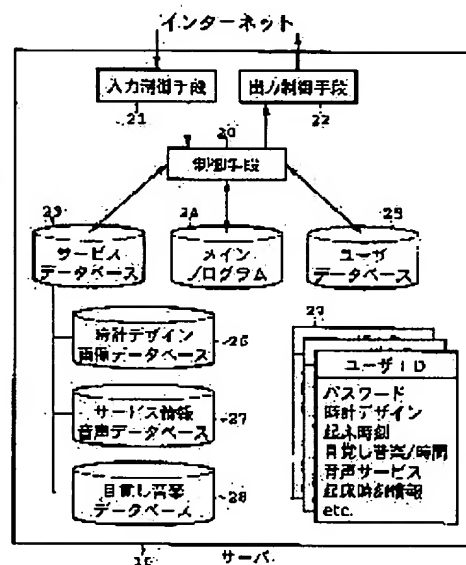 インターネット
入力制御手段
出力制御手段
21
22
20
制御手段
23
24
25
サービス
データベース
メイン
プログラム
ユーザ
データベース
時計デザイン
画像データベース
26
サービス情報
音声データベース
27
目覚し音楽
データベース
28
ユーザID
パスワード
時計デザイン
起床時刻
目覚し音楽/時間
音声サービス
起床時刻情報
etc.
サーバ